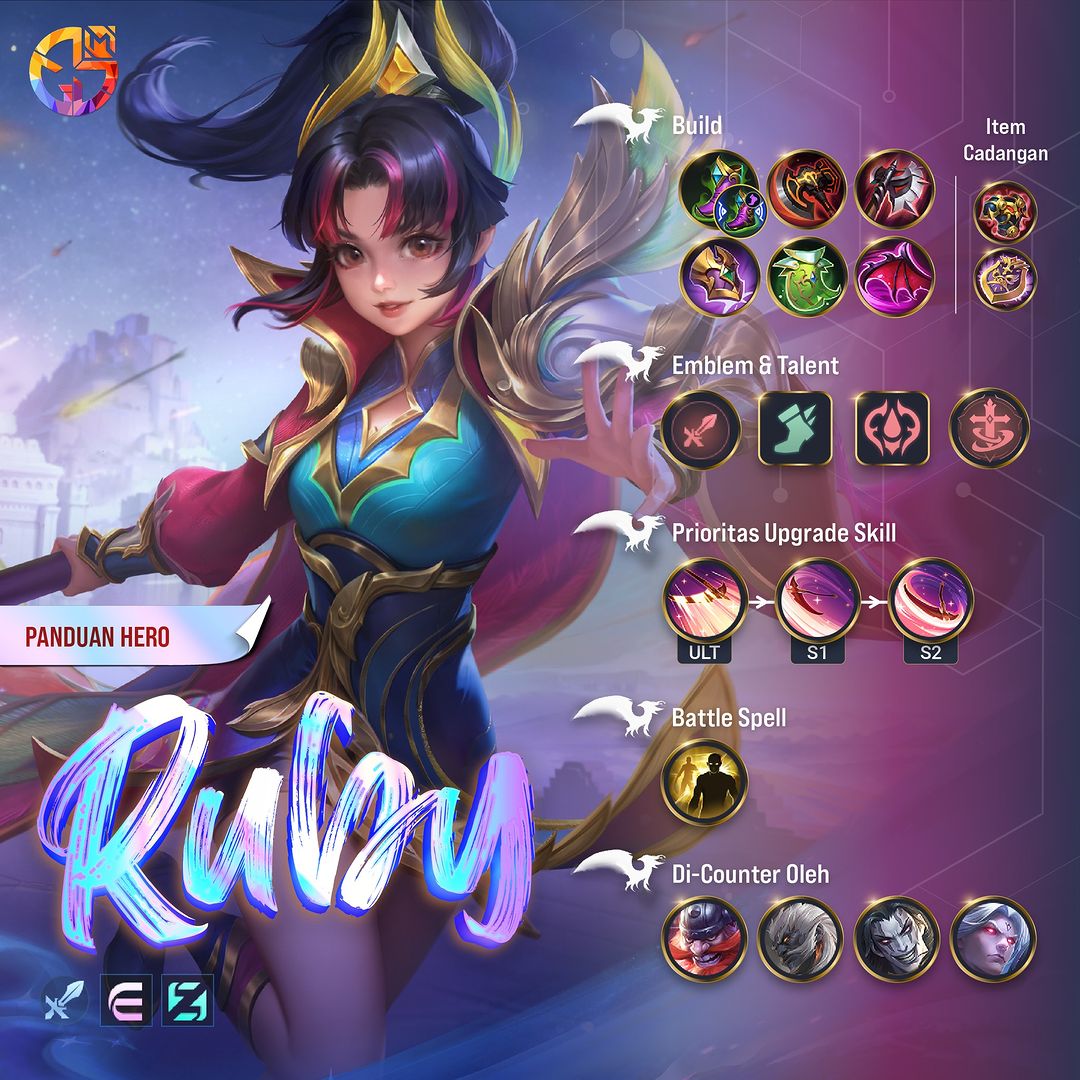 M
Build
Item
Cadangan
Emblem & Talent
Prioritas Upgrade Skill
ULT
S1
S2
PANDUAN HERO
Ruby
Battle Spell
Di-Counter Oleh